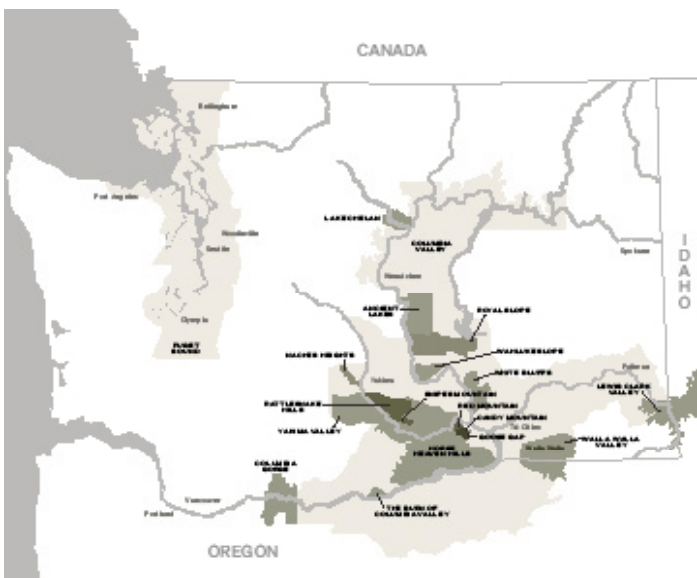 CANADA
Bellingham
Port Angeles
LAKE CHELAN
COLUMBIA
VALLEY
Woodinville
Seattle
Spokane
IDAHO
Wenatchee
ANCIENT
LAKES
ROYAL SLOPE
Olympia
PUGET
SOUND
WAHLUKE SLOPE
NACHES HEIGHTS
WHITE BLUFFS
Pullman
Yakima
LEWIS CLARK
VALLEY
SNIPES MOUNTAIN
RATTLESNAKE
HILLS
RED MOUNTAIN
CANDY MOUNTAIN
Tri Cities
YAKIMA VALLEY
GOOSE GAP
WALLA WALLA
VALLEY
Walla Walla
HORSE
HEAVEN HILLS
COLUMBIA
GORGE
Vancouver
THE BURN OF
COLUMBIA VALLEY
Portland
OREGON